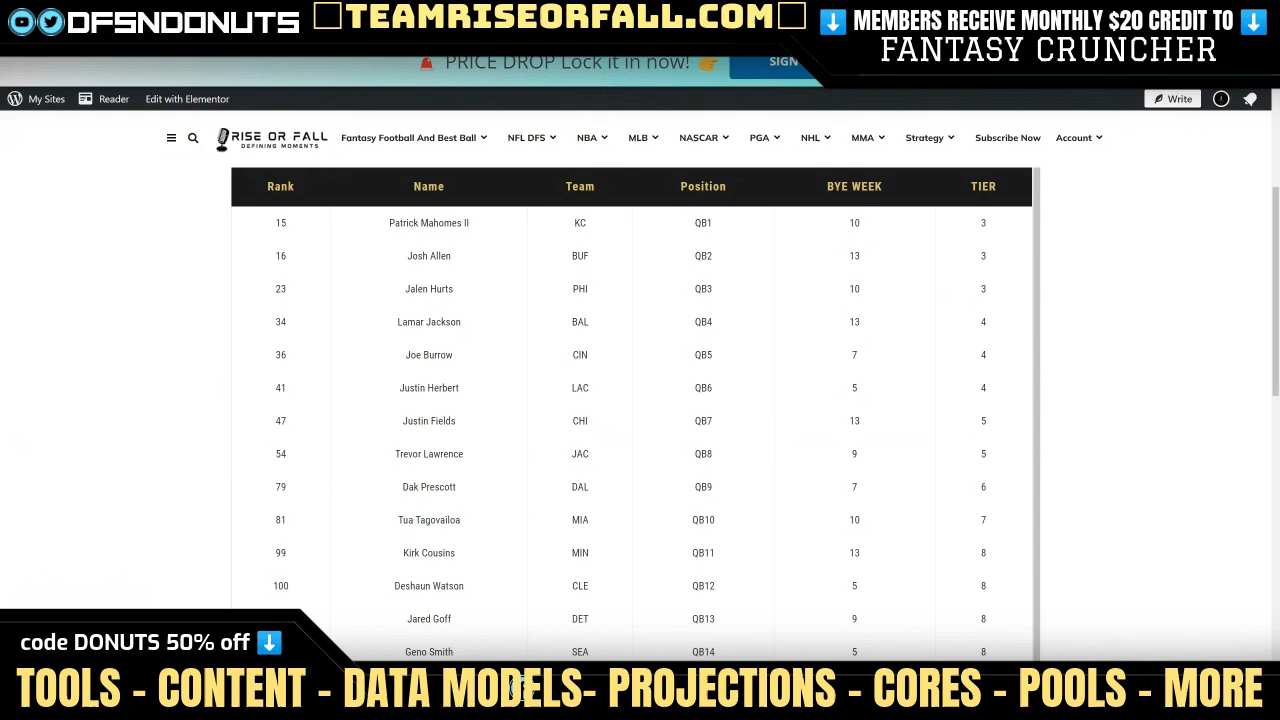 DFSNDONUTS
TEAMRISEORFALL.COM
⬇️ MEMBERS RECEIVE MONTHLY $20 CREDIT TO ⬇️
FANTASY CRUNCHER
🚨 PRICE DROP Lock it in now! 👉
SIGN
My Sites Reader Edit with Elementor Write
RISE OR FALL
DEFINING MOMENTS
Fantasy Football And Best Ball NFL DFS NBA MLB NASCAR PGA NHL MMA Strategy Subscribe Now Account
Rank Name Team Position BYE WEEK TIER
15 Patrick Mahomes II KC QB1 10 3
16 Josh Allen BUF QB2 13 3
23 Jalen Hurts PHI QB3 10 3
34 Lamar Jackson BAL QB4 13 4
36 Joe Burrow CIN QB5 7 4
41 Justin Herbert LAC QB6 5 4
47 Justin Fields CHI QB7 13 5
54 Trevor Lawrence JAC QB8 9 5
79 Dak Prescott DAL QB9 7 6
81 Tua Tagovailoa MIA QB10 10 7
99 Kirk Cousins MIN QB11 13 8
100 Deshaun Watson CLE QB12 5 8
Jared Goff DET QB13 9 8
Geno Smith SEA QB14 5 8
code DONUTS 50% off ⬇️
TOOLS - CONTENT - DATA MODELS- PROJECTIONS - CORES - POOLS - MORE